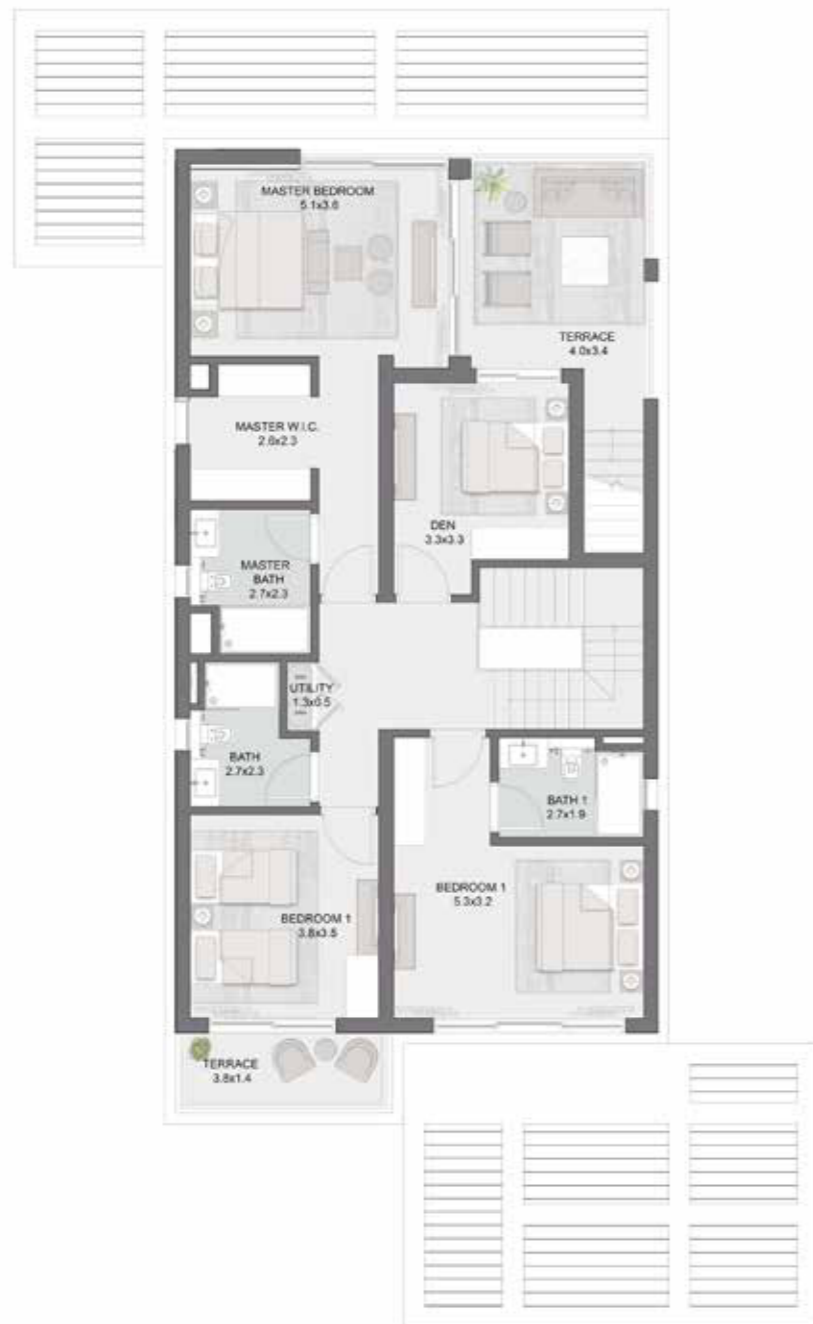 MASTER BEDROOM
5.1x3.6
TERRACE
4.0x3.4
MASTER W.I.C.
2.6x2.3
DEN
3.3x3.3
MASTER
BATH
2.7x2.3
UTILITY
1.3x0.5
BATH
2.7x2.3
BATH 1
2.7x1.9
BEDROOM 1
5.3x3.2
BEDROOM 1
3.8x3.5
TERRACE
3.8x1.4